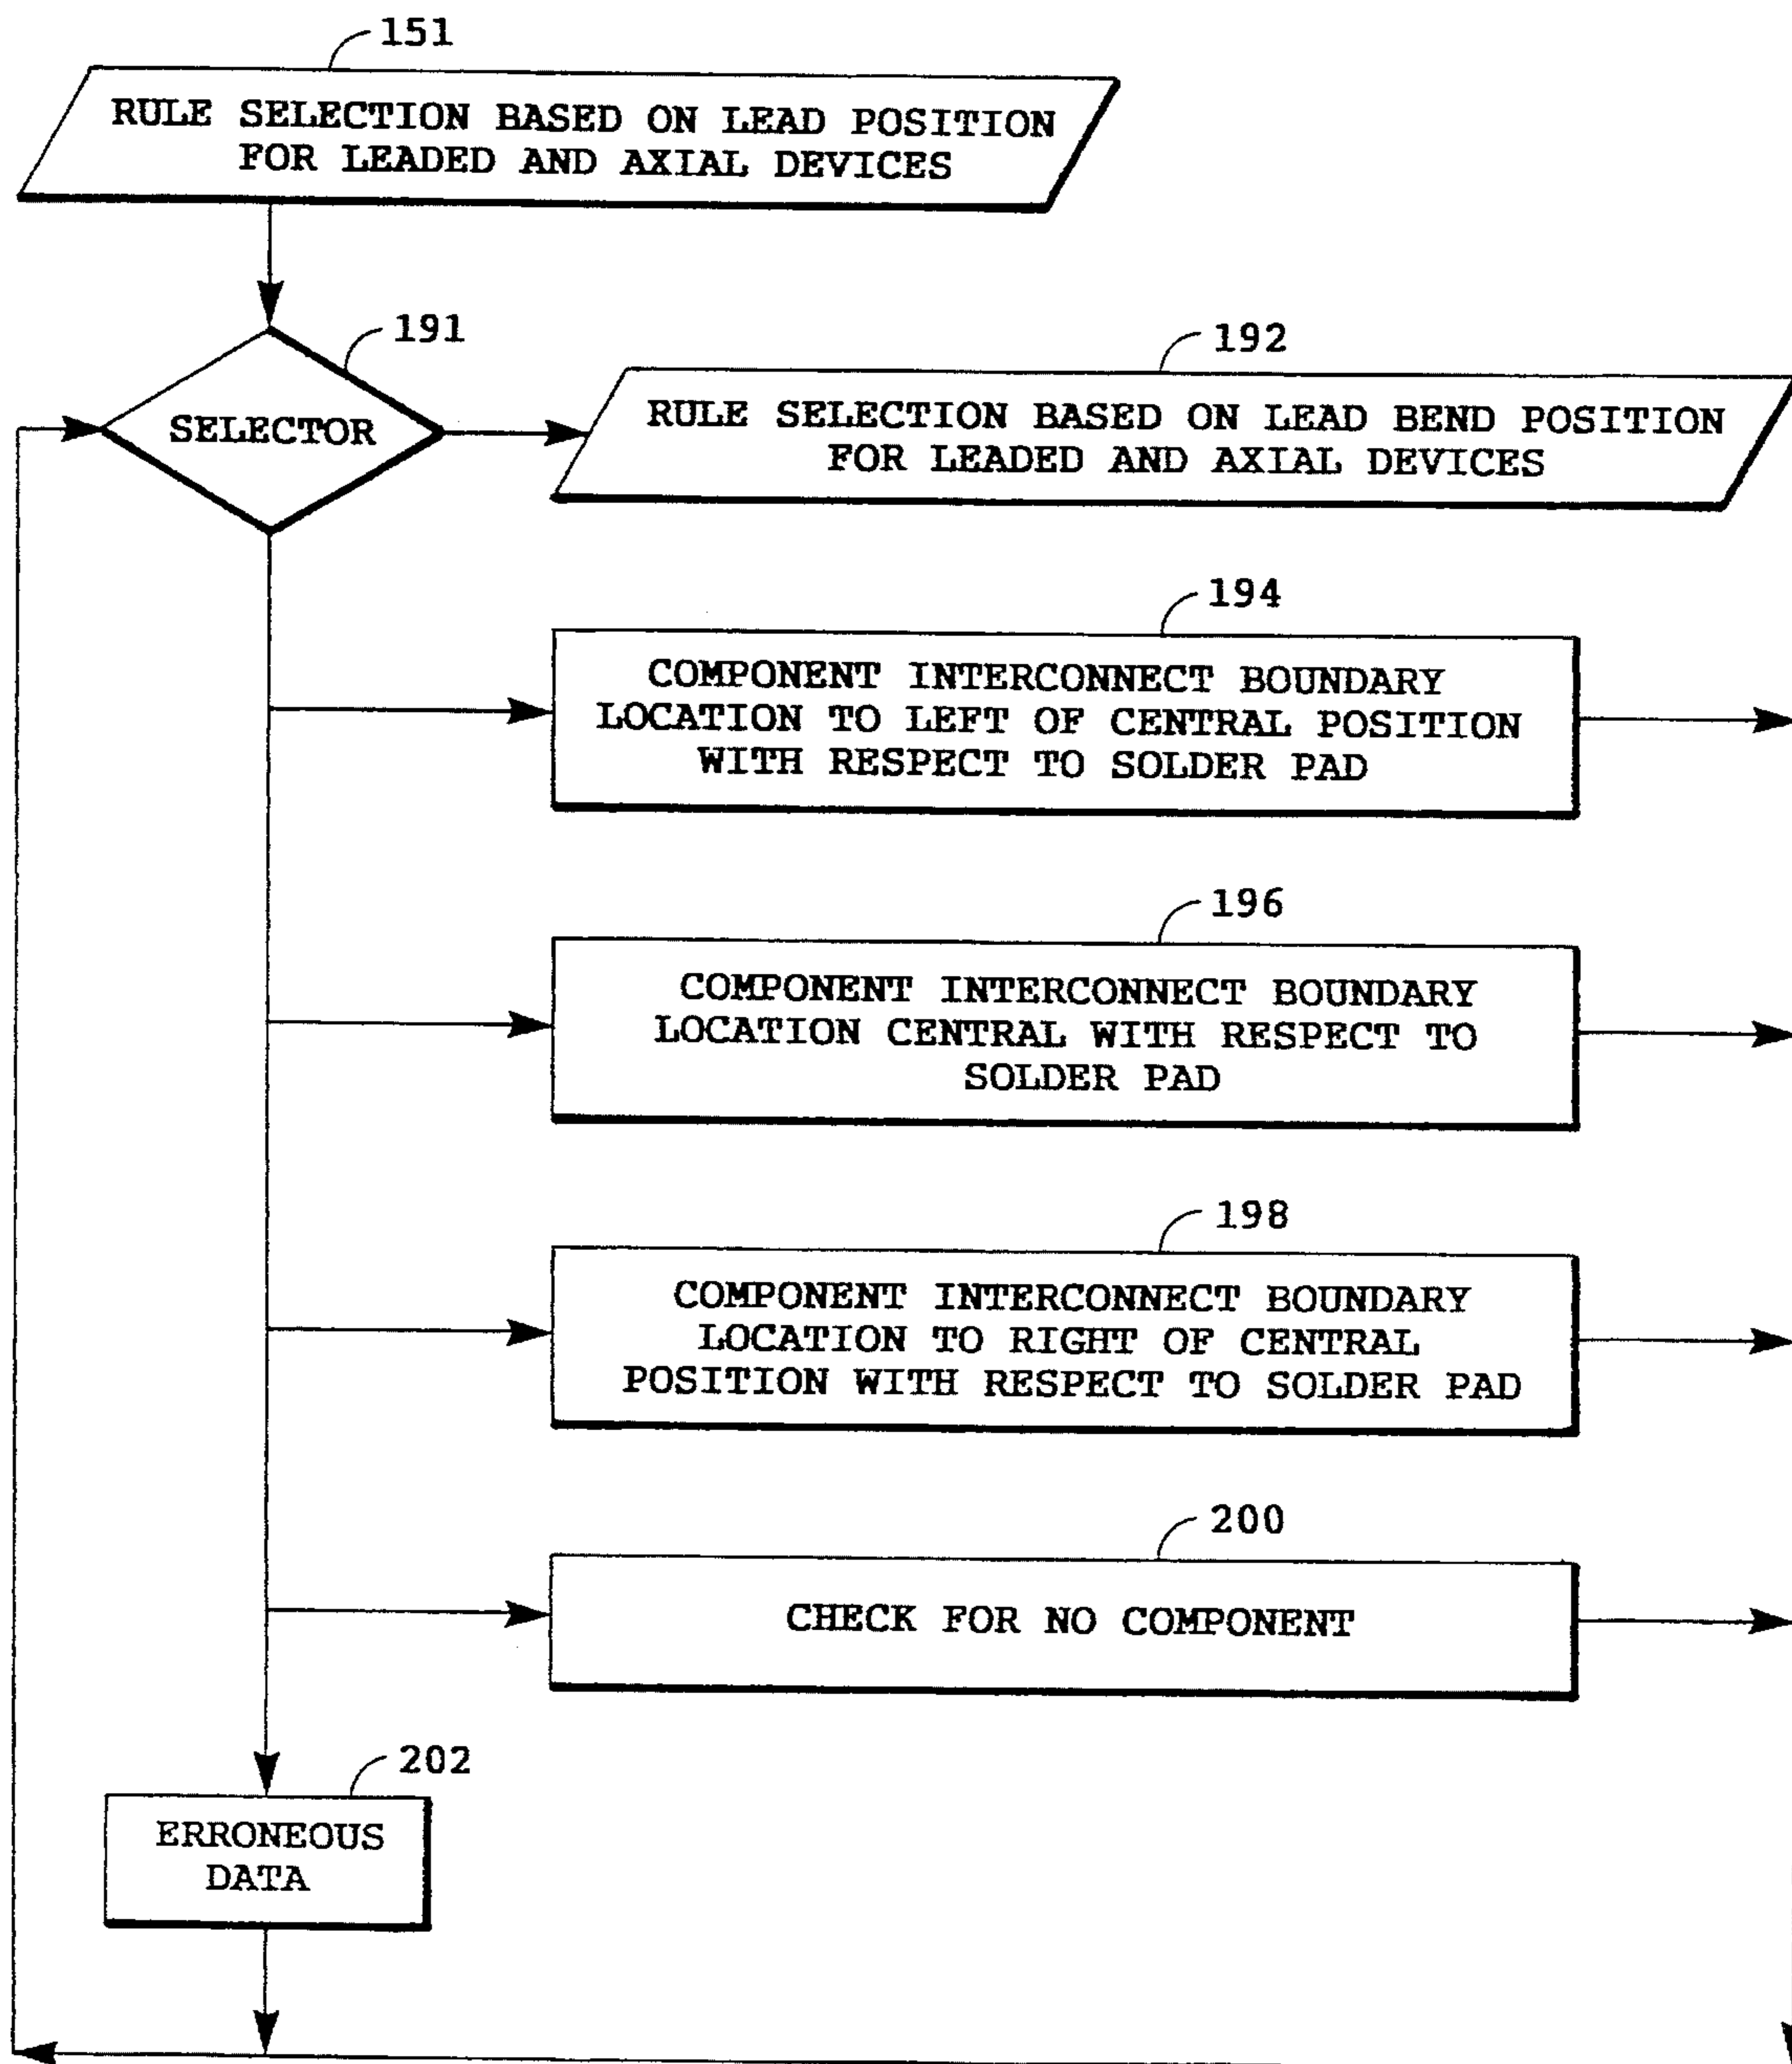 151
RULE SELECTION BASED ON LEAD POSITION
FOR LEADED AND AXIAL DEVICES
191
SELECTOR
192
RULE SELECTION BASED ON LEAD BEND POSITION
FOR LEADED AND AXIAL DEVICES
194
COMPONENT INTERCONNECT BOUNDARY
LOCATION TO LEFT OF CENTRAL POSITION
WITH RESPECT TO SOLDER PAD
196
COMPONENT INTERCONNECT BOUNDARY
LOCATION CENTRAL WITH RESPECT TO
SOLDER PAD
198
COMPONENT INTERCONNECT BOUNDARY
LOCATION TO RIGHT OF CENTRAL
POSITION WITH RESPECT TO SOLDER PAD
200
CHECK FOR NO COMPONENT
202
ERRONEOUS
DATA